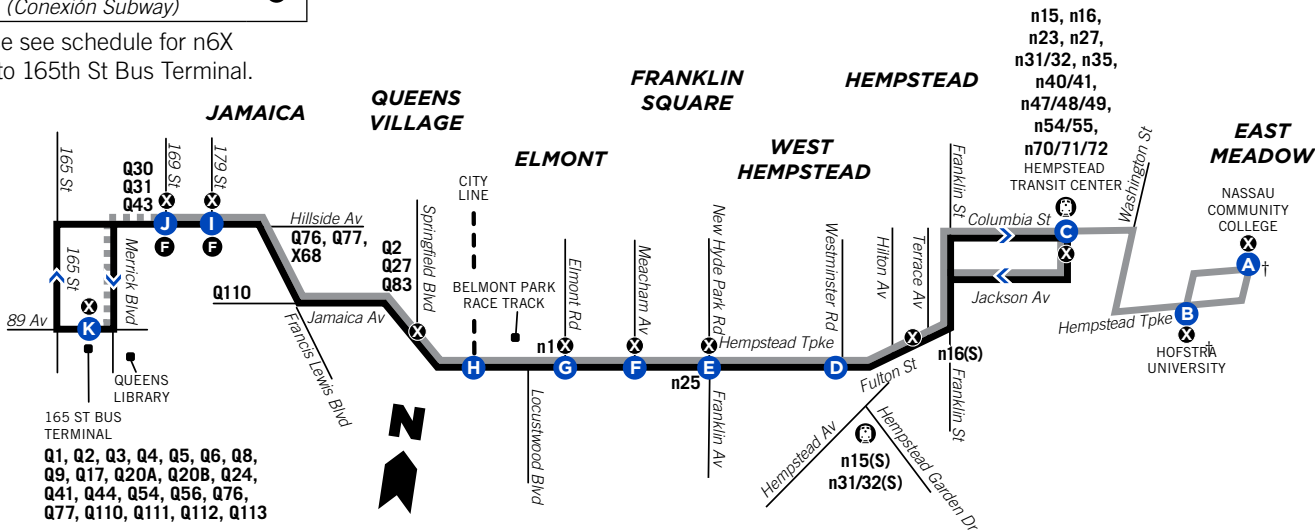 (Conexión Subway)
e see schedule for n6X
to 165th St Bus Terminal.
JAMAICA
QUEENS
VILLAGE
ELMONT
FRANKLIN
SQUARE
WEST
HEMPSTEAD
HEMPSTEAD
n15, n16,
n23, n27,
n31/32, n35,
n40/41,
n47/48/49,
n54/55,
n70/71/72
HEMPSTEAD
TRANSIT CENTER
EAST
MEADOW
NASSAU
COMMUNITY
COLLEGE
X
A †
Washington St
B
X
HOFSTRA
UNIVERSITY
‡
Hempstead Tpke
C
X
Columbia St
Jackson Av
Franklin St
Franklin St
n16(S)
X
Terrace Av
Hilton Av
Fulton St
Westminster Rd
D
Hempstead Tpke
Hempstead Av
Hempstead Garden Dr
n15(S)
n31/32(S)
New Hyde Park Rd
X
E
n25
Franklin Av
Meacham Av
X
F
Elmont Rd
n1 X
G
Locustwood Blvd
BELMONT PARK
RACE TRACK
CITY
LINE
H
Springfield Blvd
Q2
Q27
Q83
X
Hillside Av
Q76, Q77,
X68
Q110
Jamaica Av
Francis Lewis Blvd
179 St
X
I
F
169 St
X
J
F
Q30
Q31
Q43
165 St
165 St
Merrick Blvd
89 Av
X
K
QUEENS
LIBRARY
165 ST BUS
TERMINAL
Q1, Q2, Q3, Q4, Q5, Q6, Q8,
Q9, Q17, Q20A, Q20B, Q24,
Q41, Q44, Q54, Q56, Q76,
Q77, Q110, Q111, Q112, Q113
N